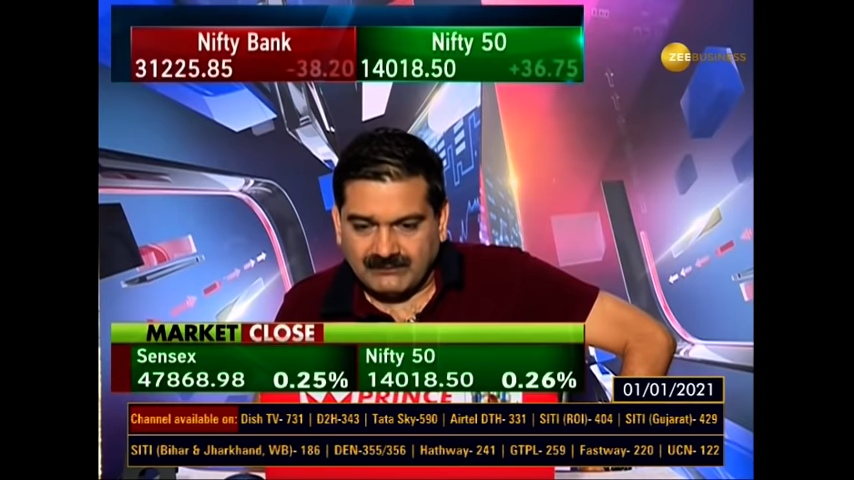 Nifty Bank Nifty 50
31225.85 -38.20 14018.50 +36.75
ZEEBUSINESS
MARKET CLOSE
Sensex Nifty 50
47868.98 0.25% 14018.50 0.26%
PRINCE
01/01/2021
Channel available on: Dish TV- 731 | D2H-343 | Tata Sky-590 | Airtel DTH- 331 | SITI (ROI)- 404 | SITI (Gujarat)- 429
SITI (Bihar & Jharkhand, WB)- 186 | DEN-355/356 | Hathway- 241 | GTPL- 259 | Fastway- 220 | UCN- 122